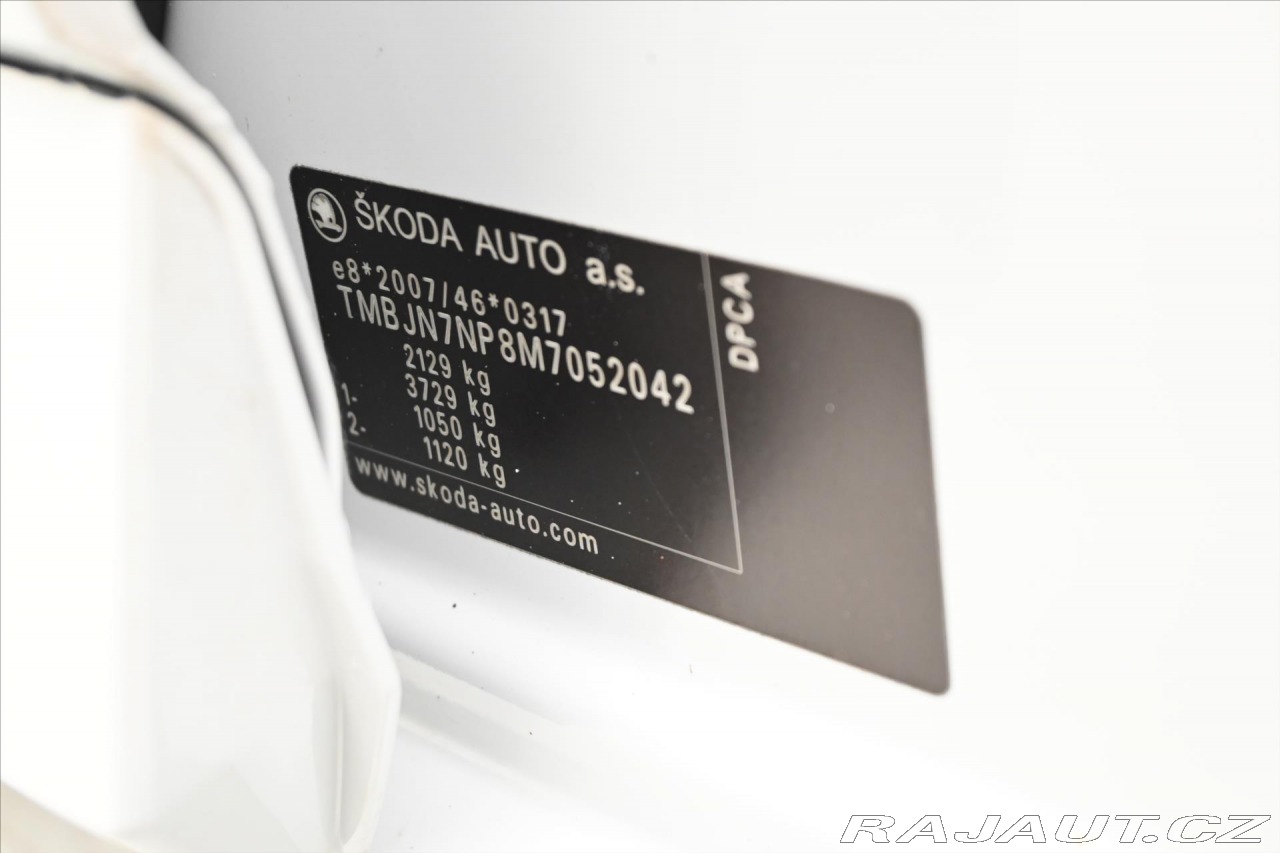 ŠKODA AUTO a.s.
e8*2007/46*0317
TMBJN7NP8M7052042
2129 kg
3729 kg
1- 1050 kg
2- 1120 kg
www.skoda-auto.com
DPCA
RAJAUT.CZ